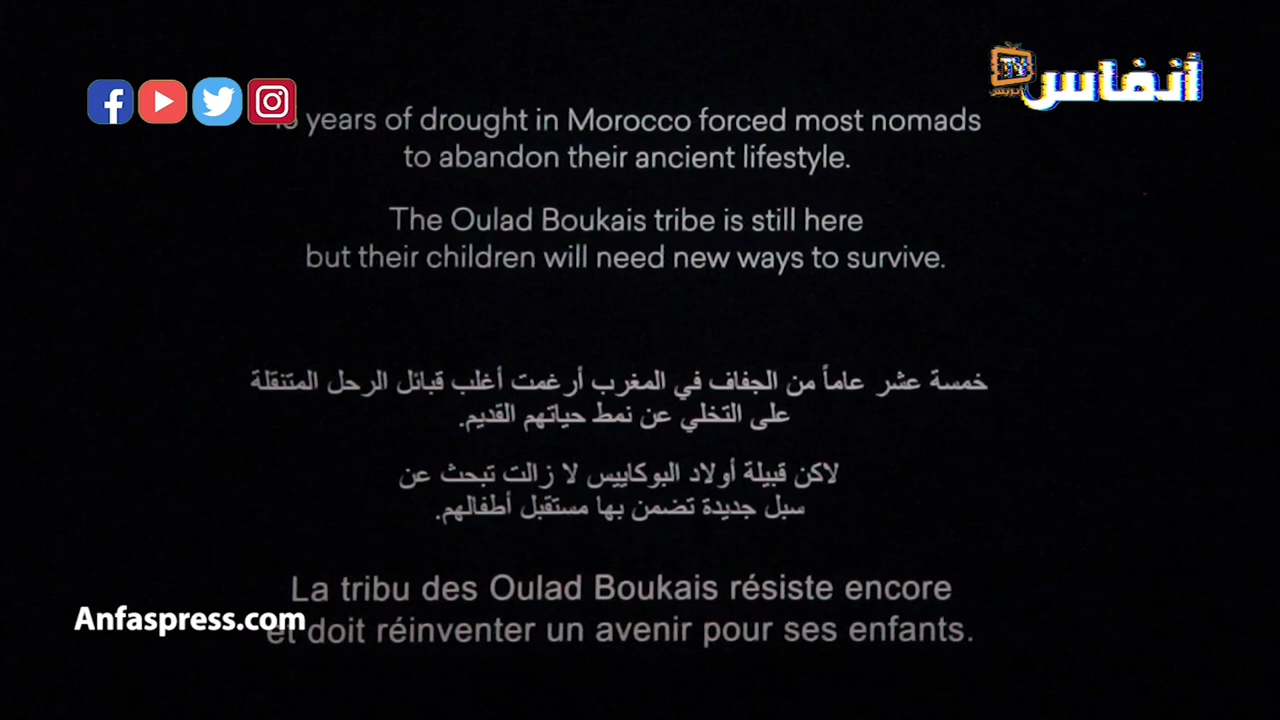 أنفاس
TV
years of drought in Morocco forced most nomads
to abandon their ancient lifestyle.
The Oulad Boukais tribe is still here
but their children will need new ways to survive.
خمسة عشر عاماً من الجفاف في المغرب أرغمت أغلب قبائل الرحل المتنقلة
على التخلي عن نمط حياتهم القديم.
لاكن قبيلة أولاد البوكاييس لا زالت تبحث عن
سبل جديدة تضمن بها مستقبل أطفالهم.
La tribu des Oulad Boukais résiste encore
Anfaspress.com
et doit réinventer un avenir pour ses enfants.